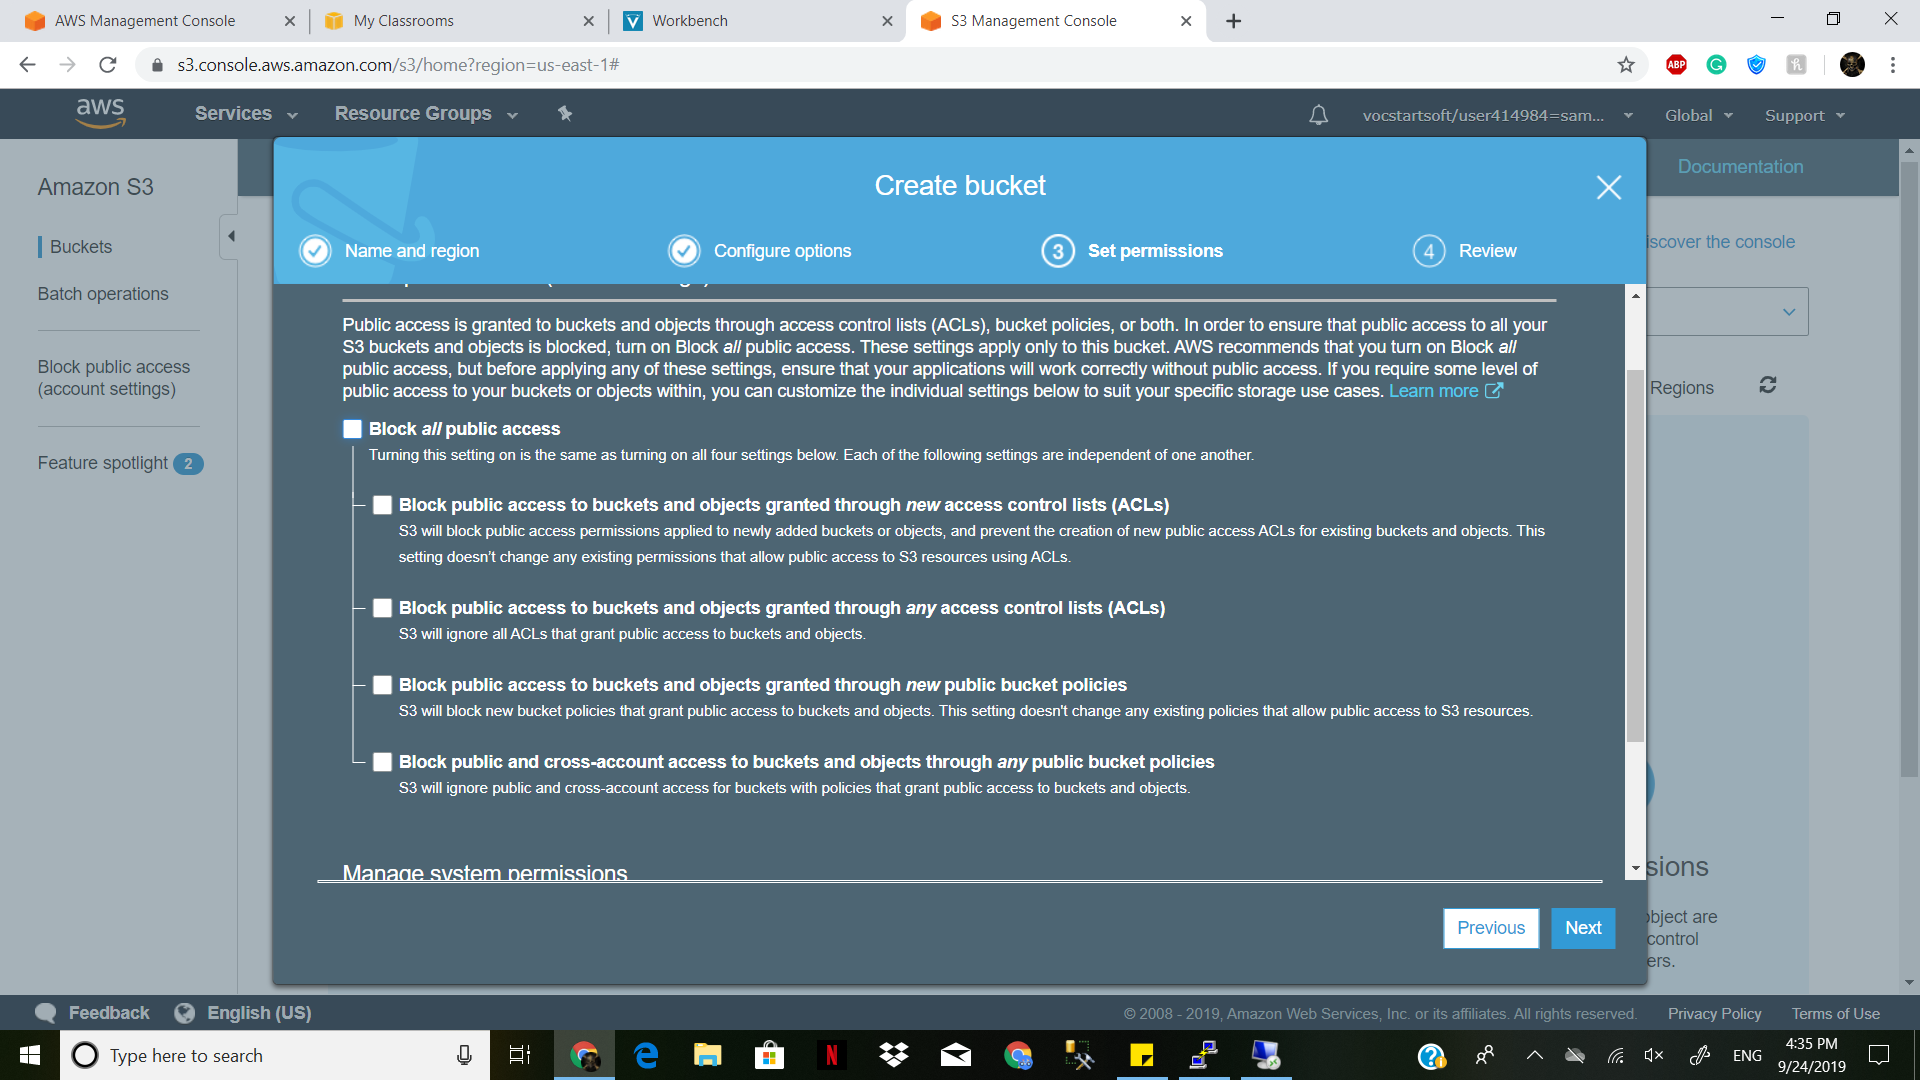 AWS Management Console
My Classrooms
Workbench
S3 Management Console
s3.console.aws.amazon.com/s3/home?region=us-east-1#
ABP
aws
Services
Resource Groups
vocstartsoft/user414984=sam...
Global
Support
Amazon S3
Buckets
Batch operations
Block public access
(account settings)
Feature spotlight 2
Documentation
iscover the console
Regions
Create bucket
Name and region
Configure options
3 Set permissions
4 Review
Public access is granted to buckets and objects through access control lists (ACLs), bucket policies, or both. In order to ensure that public access to all your
S3 buckets and objects is blocked, turn on Block all public access. These settings apply only to this bucket. AWS recommends that you turn on Block all
public access, but before applying any of these settings, ensure that your applications will work correctly without public access. If you require some level of
public access to your buckets or objects within, you can customize the individual settings below to suit your specific storage use cases. Learn more
Block all public access
Turning this setting on is the same as turning on all four settings below. Each of the following settings are independent of one another.
Block public access to buckets and objects granted through new access control lists (ACLs)
S3 will block public access permissions applied to newly added buckets or objects, and prevent the creation of new public access ACLs for existing buckets and objects. This
setting doesn't change any existing permissions that allow public access to S3 resources using ACLs.
Block public access to buckets and objects granted through any access control lists (ACLs)
S3 will ignore all ACLs that grant public access to buckets and objects.
Block public access to buckets and objects granted through new public bucket policies
S3 will block new bucket policies that grant public access to buckets and objects. This setting doesn't change any existing policies that allow public access to S3 resources.
Block public and cross-account access to buckets and objects through any public bucket policies
S3 will ignore public and cross-account access for buckets with policies that grant public access to buckets and objects.
Manage system permissions
Previous
Next
sions
bject are
control
ers.
Feedback
English (US)
© 2008 - 2019, Amazon Web Services, Inc. or its affiliates. All rights reserved.
Privacy Policy
Terms of Use
Type here to search
ENG
4:35 PM
9/24/2019